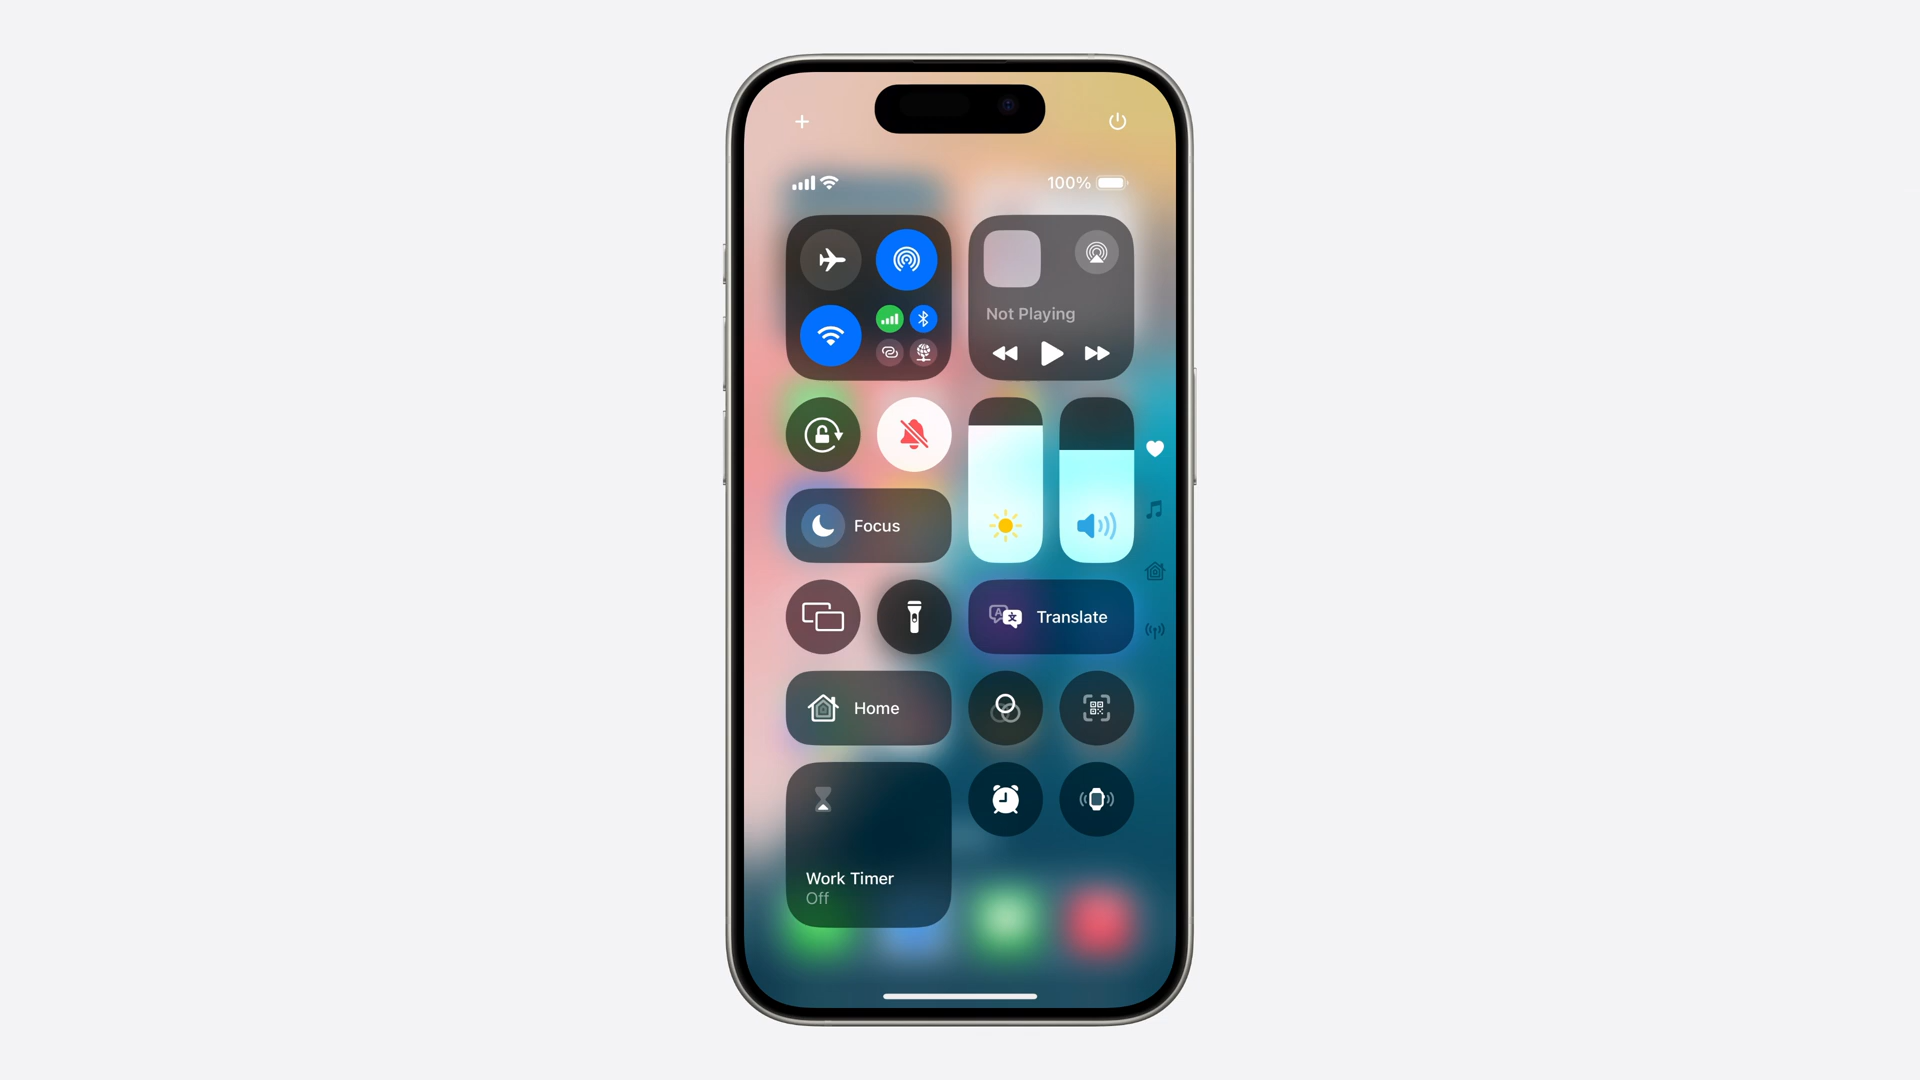 100%
Not Playing
Focus
Translate
Home
Work Timer
Off